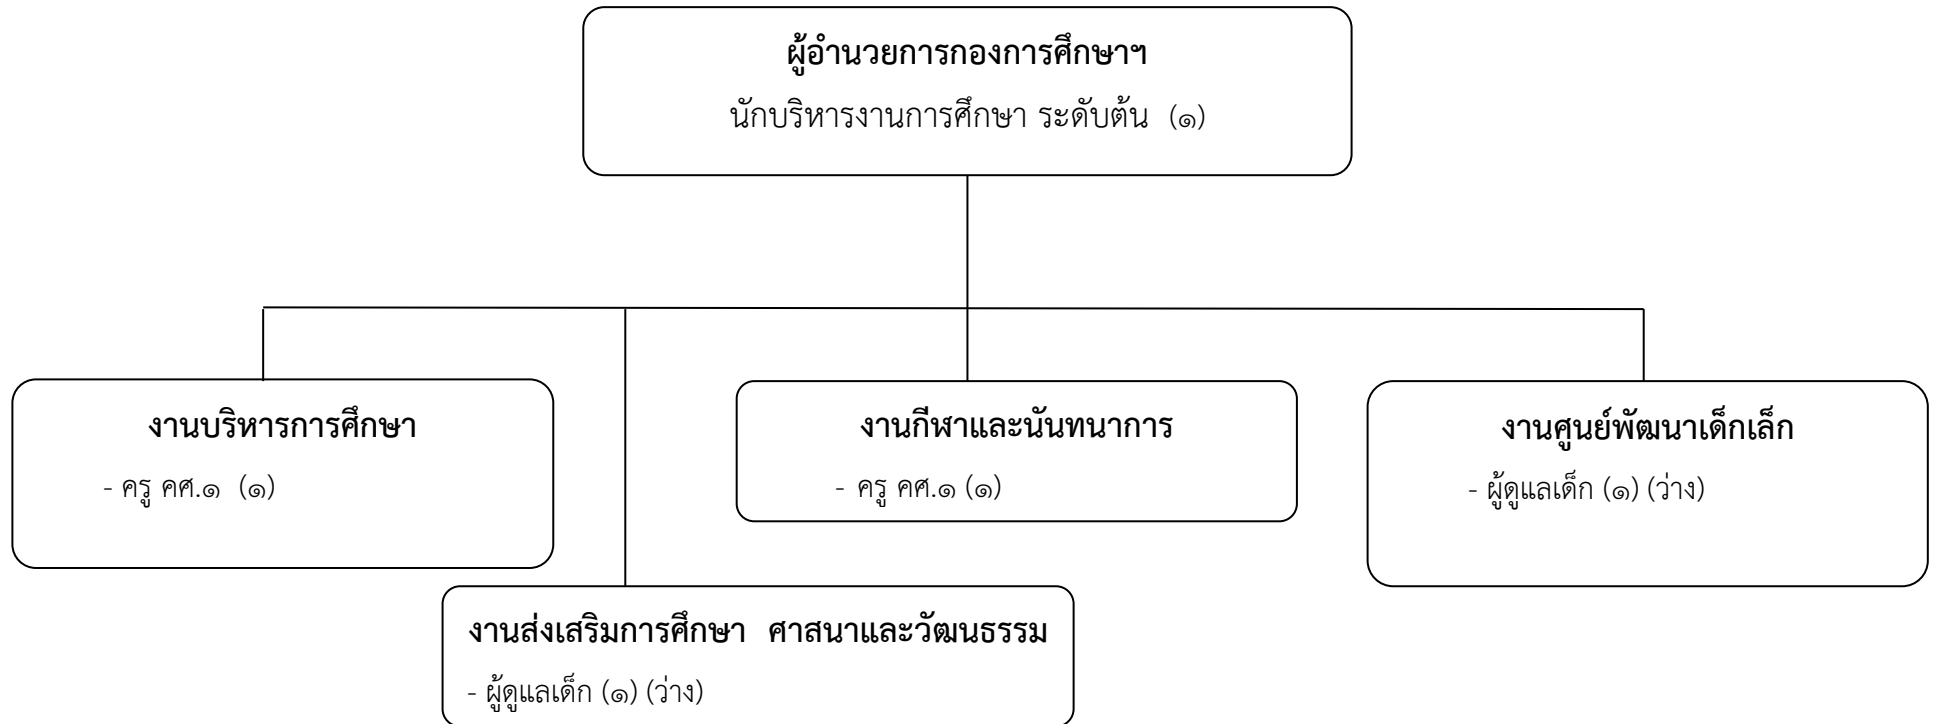 ผู้อำนวยการกองการศึกษาฯ
นักบริหารงานการศึกษา ระดับต้น (๑)
งานบริหารการศึกษา
- ครู คศ.๑ (๑)
งานกีฬาและนันทนาการ
- ครู คศ.๑ (๑)
งานศูนย์พัฒนาเด็กเล็ก
- ผู้ดูแลเด็ก (๑) (ว่าง)
งานส่งเสริมการศึกษา ศาสนาและวัฒนธรรม
- ผู้ดูแลเด็ก (๑) (ว่าง)